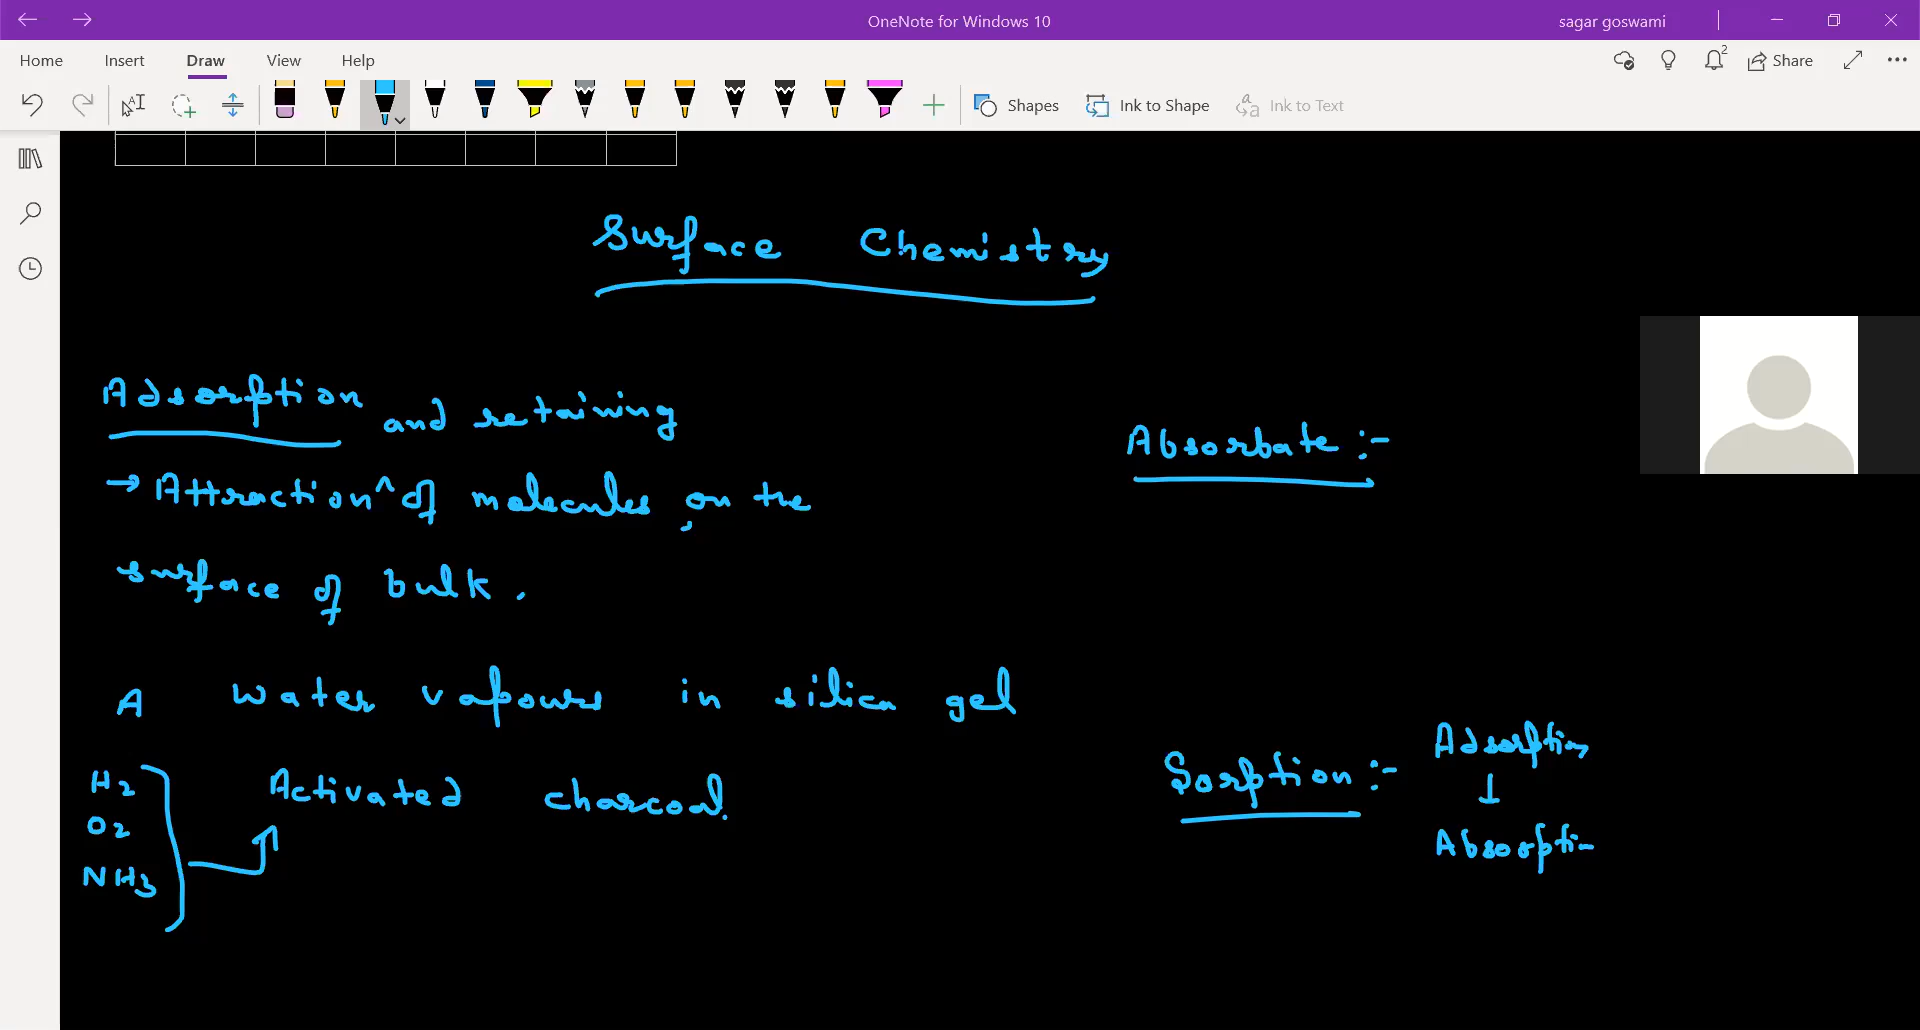 OneNote for Windows 10
sagar goswami
Home Insert Draw View Help
2
Share
Shapes Ink to Shape Ink to Text
Surface Chemistry
Adsorption and retaining
→ Attraction ^ of molecules, on the
surface of bulk.
A water vapours in silica gel
H2
O2
NH3
Activated charcoal.
Absorbate :-
Sorption :-
Adsorption
↓
Absorption